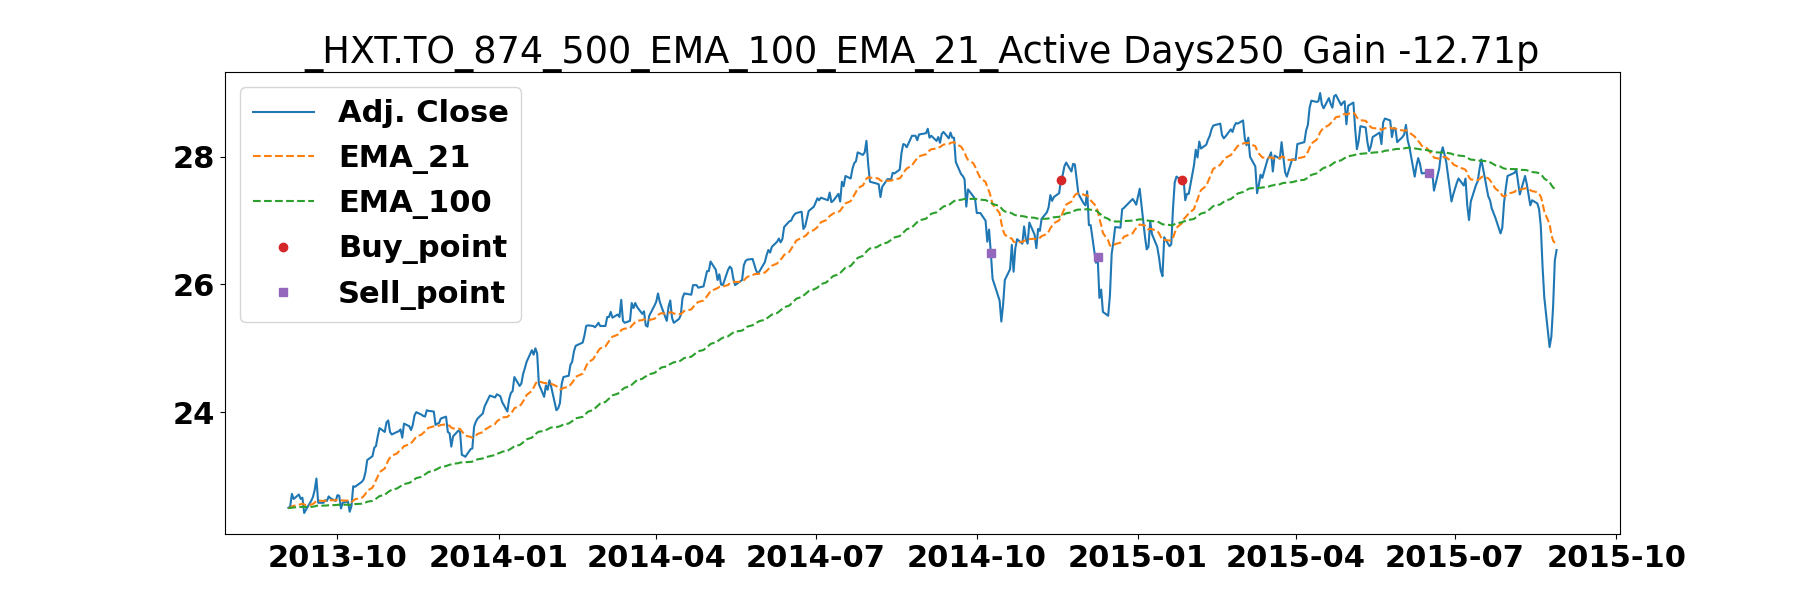 _HXT.TO_874_500_EMA_100_EMA_21_Active Days250_Gain -12.71p
Adj. Close
EMA_21
EMA_100
Buy_point
Sell_point
28
26
24
2013-10 2014-01 2014-04 2014-07 2014-10 2015-01 2015-04 2015-07 2015-10